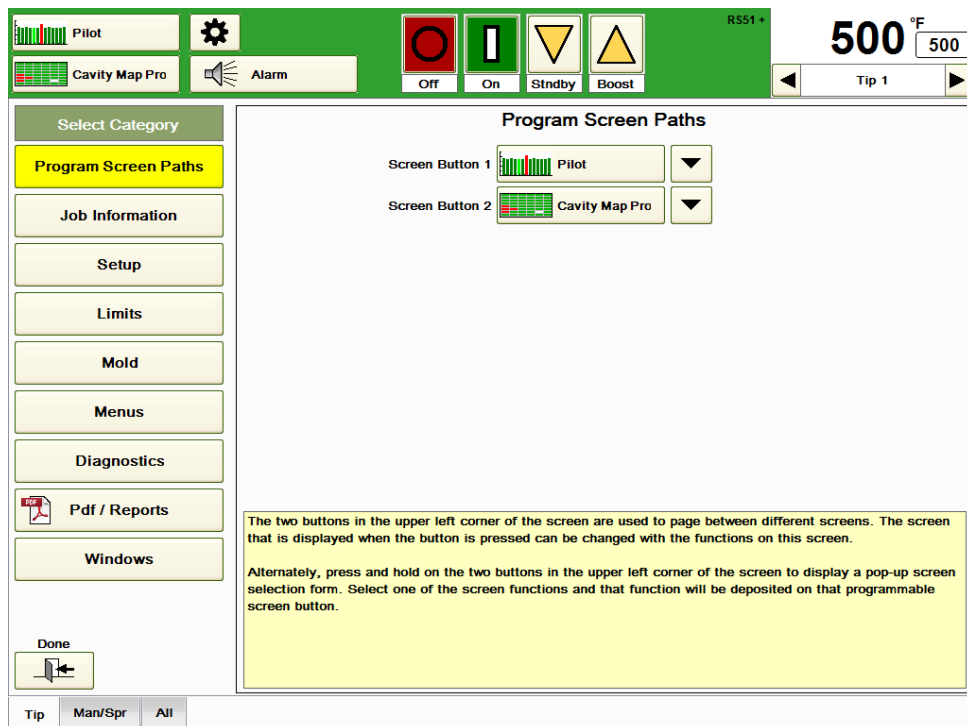 Pilot
Cavity Map Pro
Alarm
Off
On
Stndby
Boost
RS51 +
500 °F
500
Tip 1
Select Category
Program Screen Paths
Job Information
Setup
Limits
Mold
Menus
Diagnostics
PDF
Pdf / Reports
Windows
Done
Program Screen Paths
Screen Button 1
Pilot
Screen Button 2
Cavity Map Pro
The two buttons in the upper left corner of the screen are used to page between different screens. The screen
that is displayed when the button is pressed can be changed with the functions on this screen.
Alternately, press and hold on the two buttons in the upper left corner of the screen to display a pop-up screen
selection form. Select one of the screen functions and that function will be deposited on that programmable
screen button.
Tip
Man/Spr
All